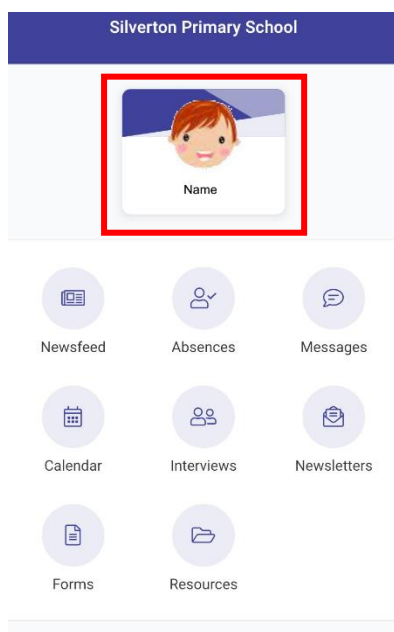 Silverton Primary School
Name
Newsfeed Absences Messages
Calendar Interviews Newsletters
Forms Resources